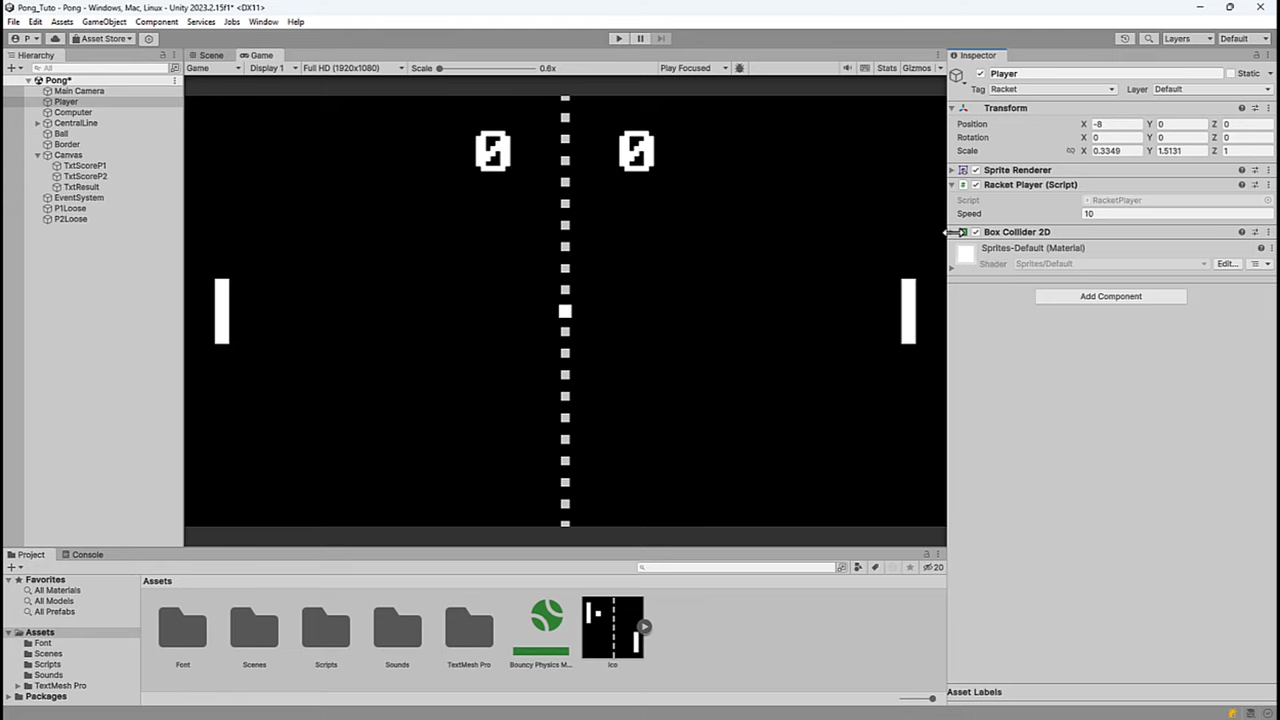 Pong_Tuto - Pong - Windows, Mac, Linux - Unity 2023.2.15f1* <DX11>
File Edit Assets GameObject Component Services Jobs Window Help
P Asset Store Layers Default
Hierarchy Scene Game Inspector
All Game Display 1 Full HD (1920x1080) Scale 0.6x Play Focused Stats Gizmos
Player Static
Tag Racket Layer Default
Pong*
Main Camera
Player
Computer
CentralLine
Ball
Border
Canvas
TxtScoreP1
TxtScoreP2
TxtResult
EventSystem
P1Loose
P2Loose
0 0
Transform
Position X -8 Y 0 Z 0
Rotation X 0 Y 0 Z 0
Scale X 0.3349 Y 1.5131 Z 1
Sprite Renderer
Racket Player (Script)
Script RacketPlayer
Speed 10
Box Collider 2D
Sprites-Default (Material)
Shader Sprites/Default Edit...
Add Component
Project Console
20
Favorites
All Materials
All Models
All Prefabs
Assets
Font
Scenes
Scripts
Sounds
TextMesh Pro
Packages
Assets
Font Scenes Scripts Sounds TextMesh Pro Bouncy Physics M... ico
Asset Labels